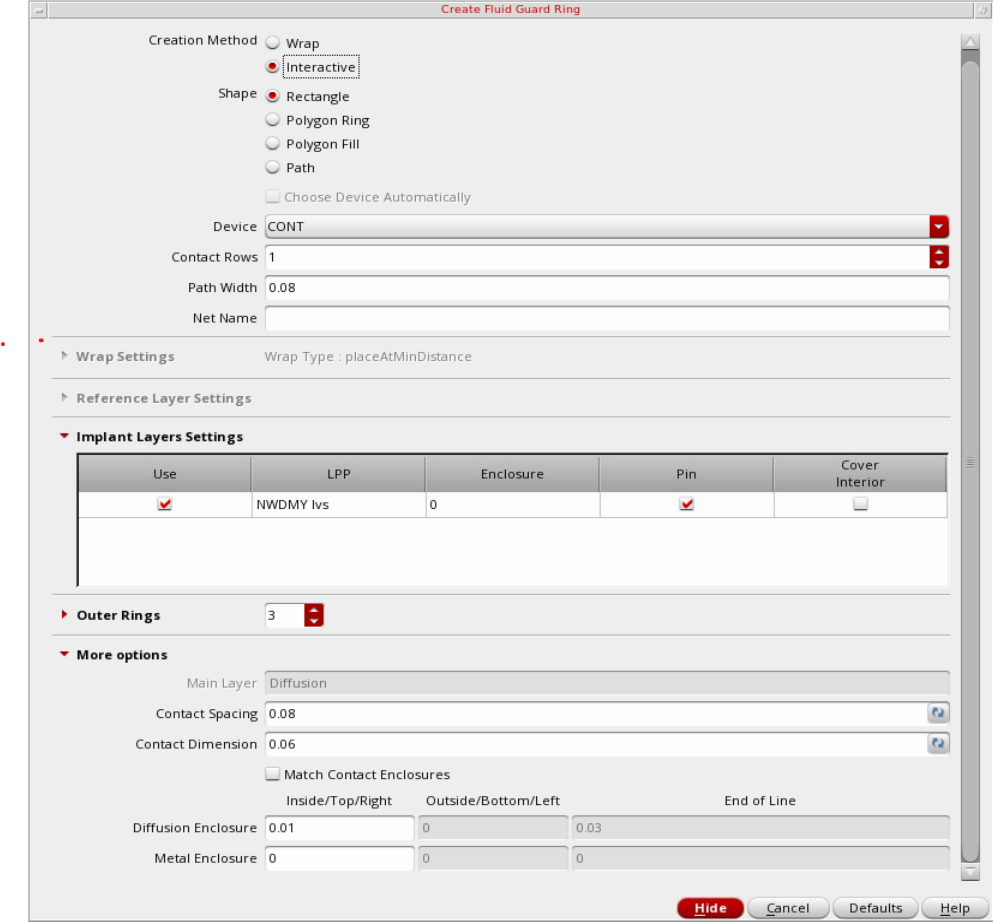 Create Fluid Guard Ring
Creation Method Wrap
Interactive
Shape Rectangle
Polygon Ring
Polygon Fill
Path
Choose Device Automatically
Device CONT
Contact Rows 1
Path Width 0.08
Net Name
Wrap Settings Wrap Type : placeAtMinDistance
Reference Layer Settings
Implant Layers Settings
Use LPP Enclosure Pin Cover Interior
NWDMY lvs 0
Outer Rings 3
More options
Main Layer Diffusion
Contact Spacing 0.08
Contact Dimension 0.06
Match Contact Enclosures
Inside/Top/Right Outside/Bottom/Left End of Line
Diffusion Enclosure 0.01 0 0.03
Metal Enclosure 0 0 0
Hide Cancel Defaults Help